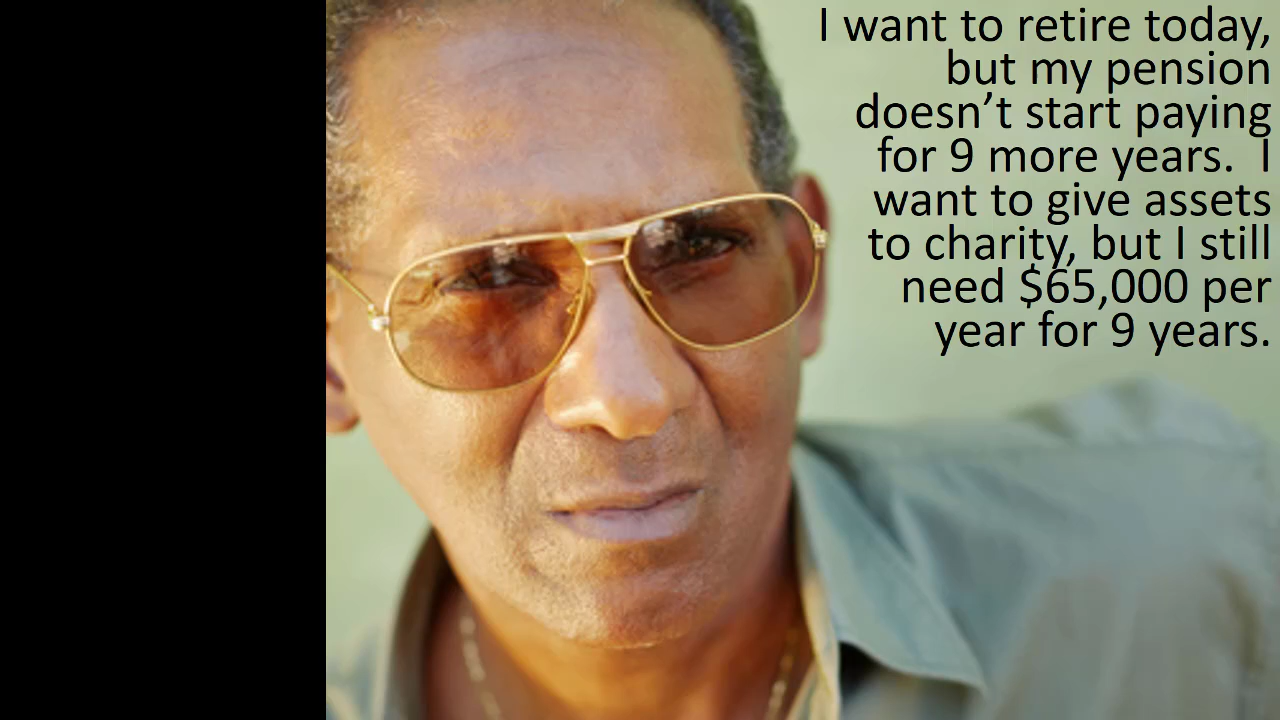 I want to retire today,
but my pension
doesn’t start paying
for 9 more years.  I
want to give assets
to charity, but I still
need $65,000 per
year for 9 years.